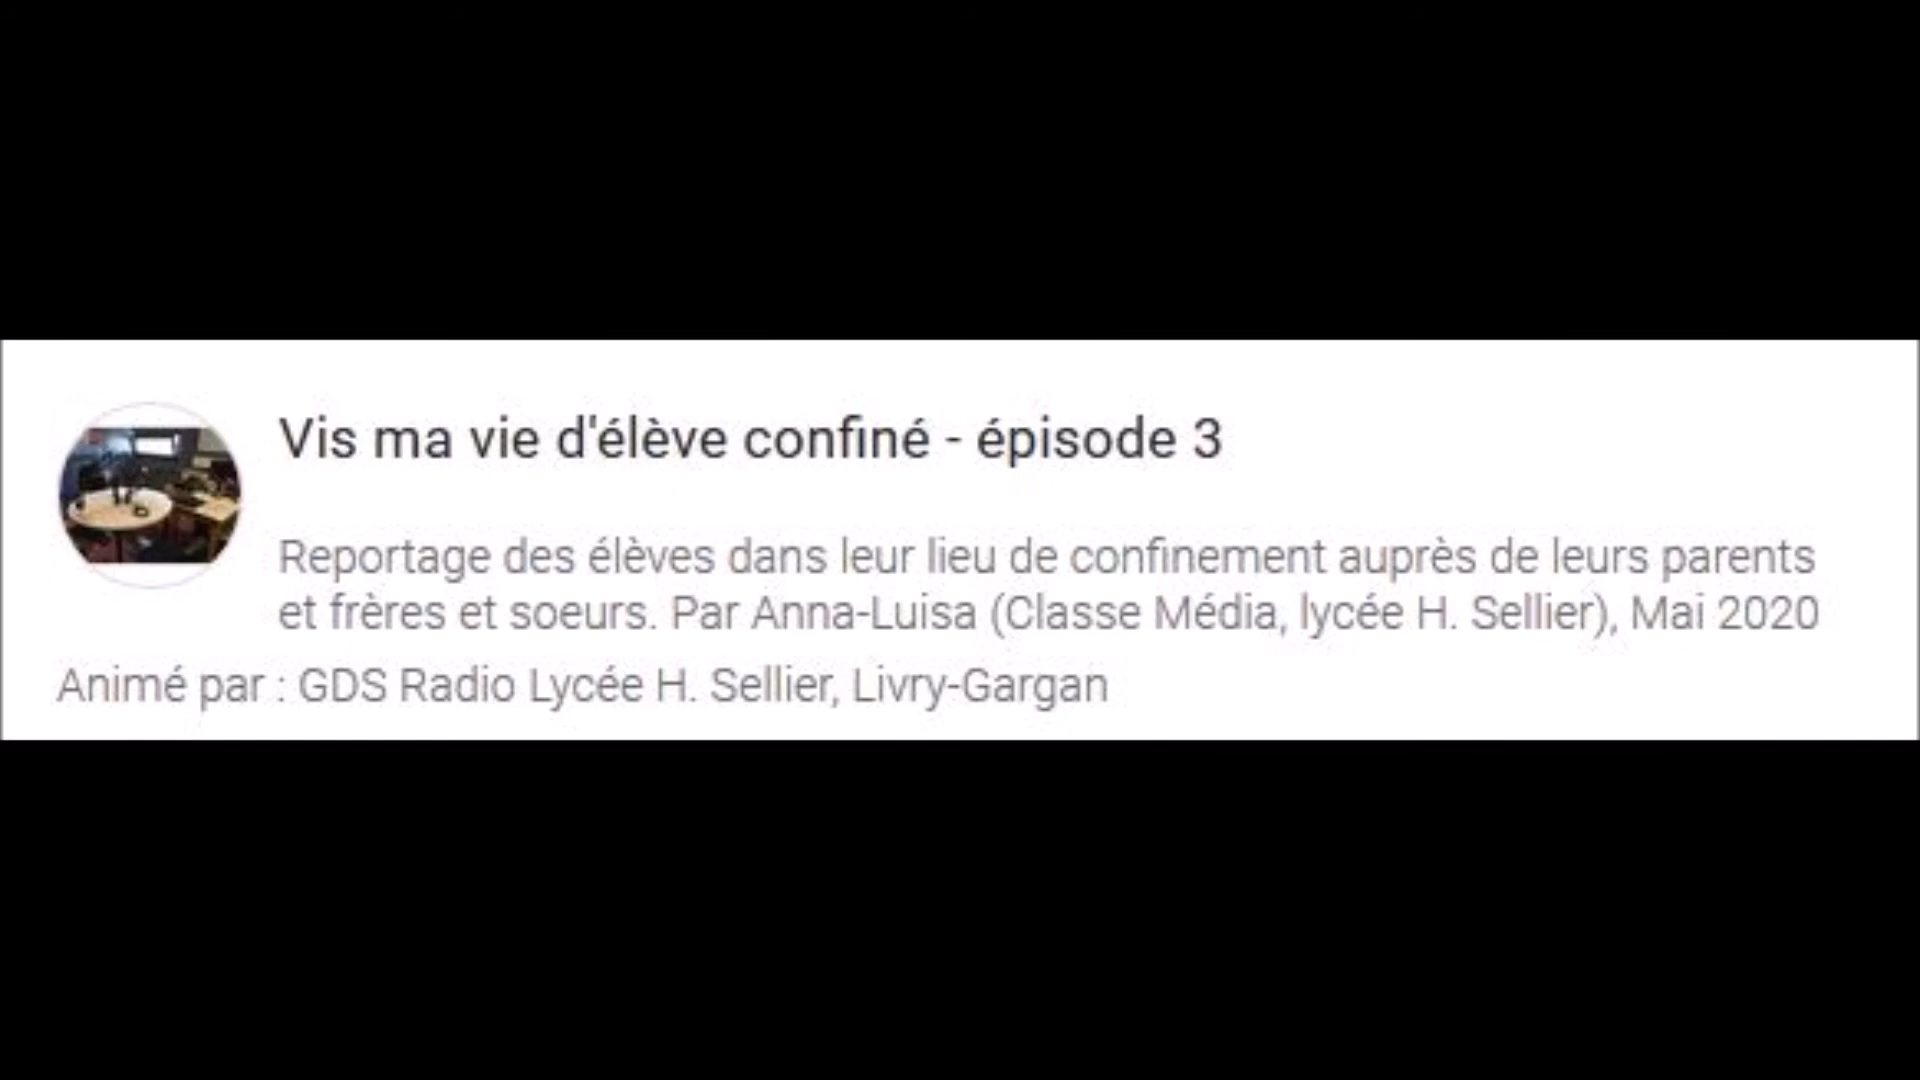 Vis ma vie d'élève confiné - épisode 3
Reportage des élèves dans leur lieu de confinement auprès de leurs parents
et frères et soeurs. Par Anna-Luisa (Classe Média, lycée H. Sellier), Mai 2020
Animé par : GDS Radio Lycée H. Sellier, Livry-Gargan